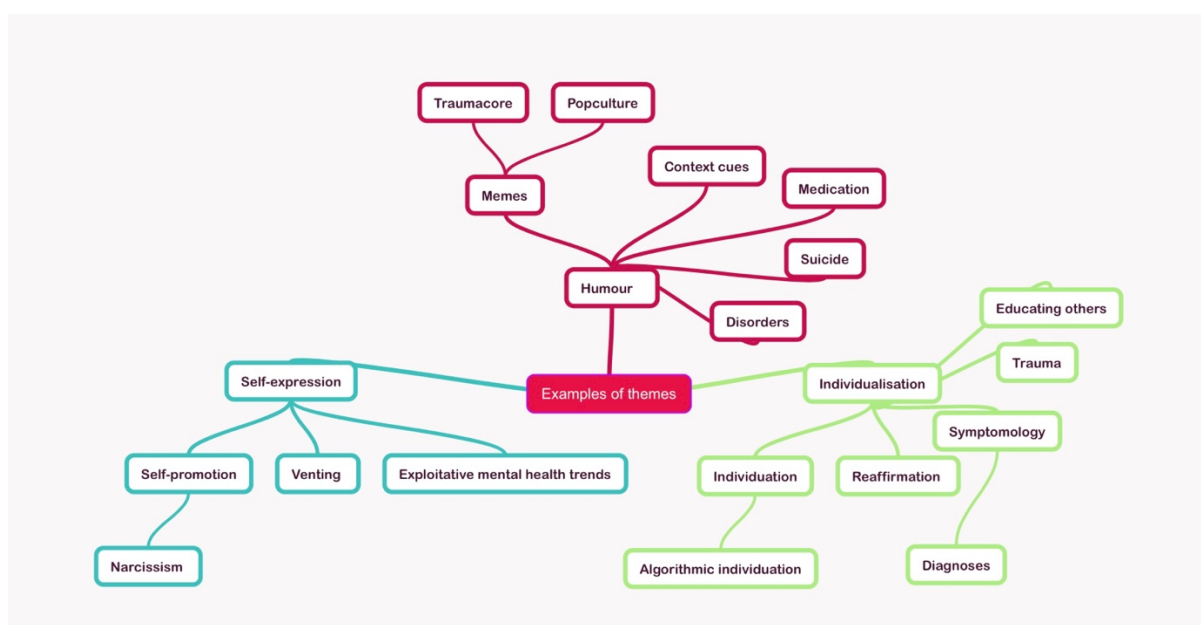 Traumacore
Popculture
Context cues
Memes
Medication
Suicide
Humour
Educating others
Disorders
Trauma
Self-expression
Examples of themes
Individualisation
Symptomology
Self-promotion
Venting
Exploitative mental health trends
Individuation
Reaffirmation
Narcissism
Algorithmic individuation
Diagnoses